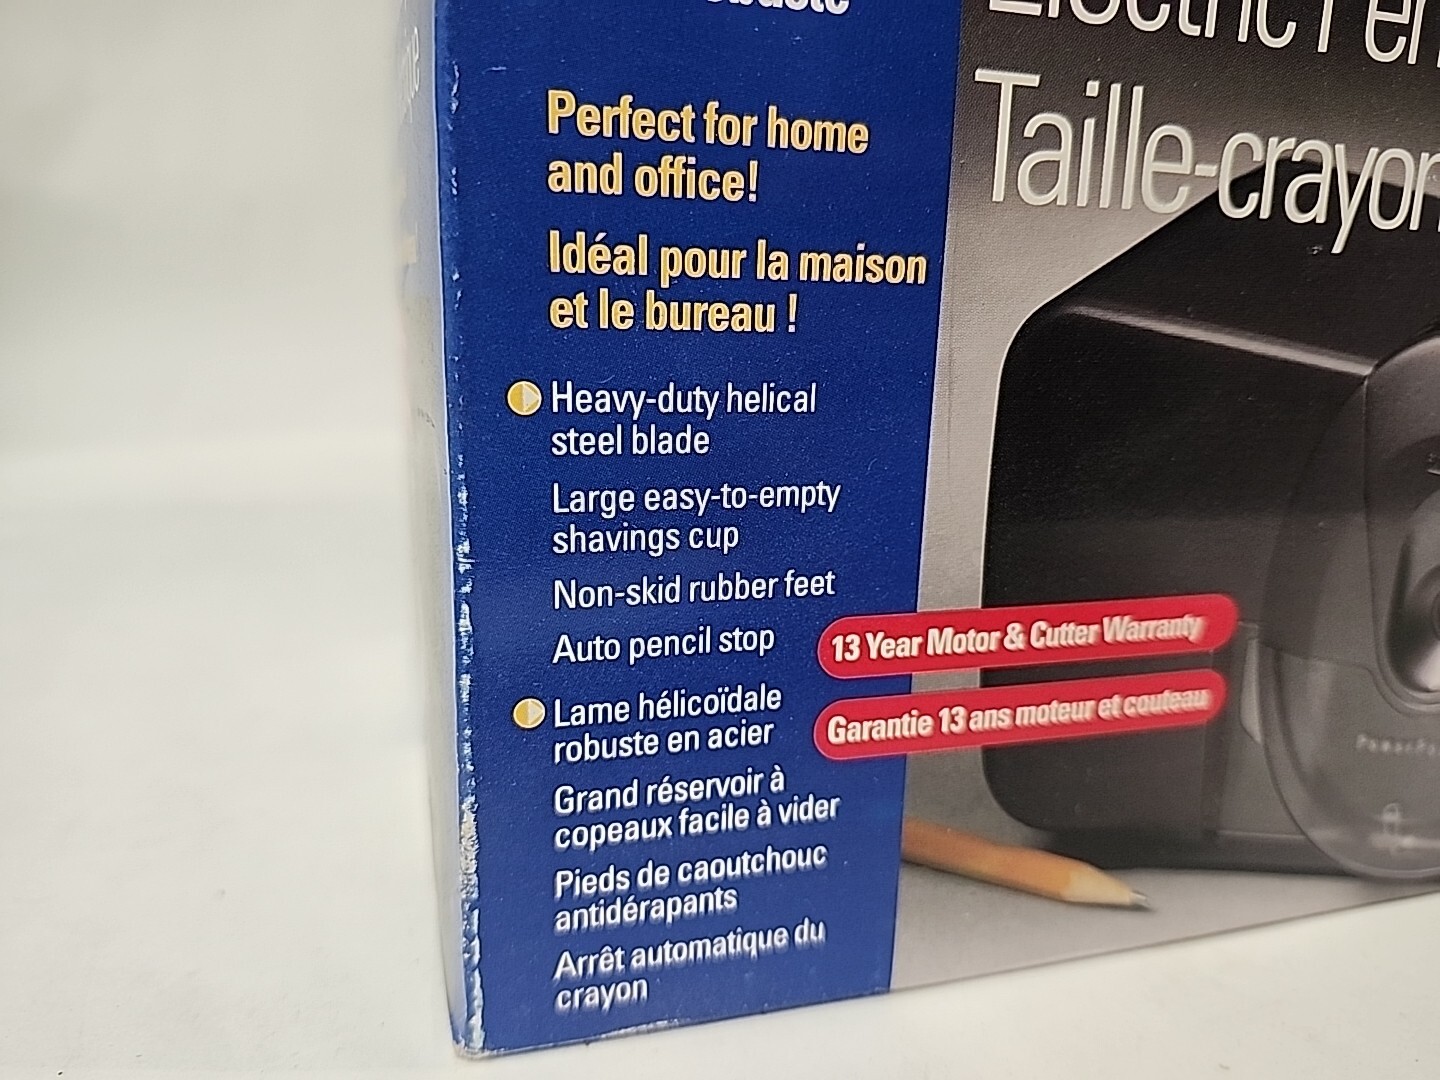 Perfect for home
and office!
Idéal pour la maison
et le bureau !
Heavy-duty helical
steel blade
Large easy-to-empty
shavings cup
Non-skid rubber feet
Auto pencil stop
Lame hélicoïdale
robuste en acier
Grand réservoir à
copeaux facile à vider
Pieds de caoutchouc
antidérapants
Arrêt automatique du
crayon
Electric
Taille-crayon
13 Year Motor & Cutter Warranty
Garantie 13 ans moteur et couteau